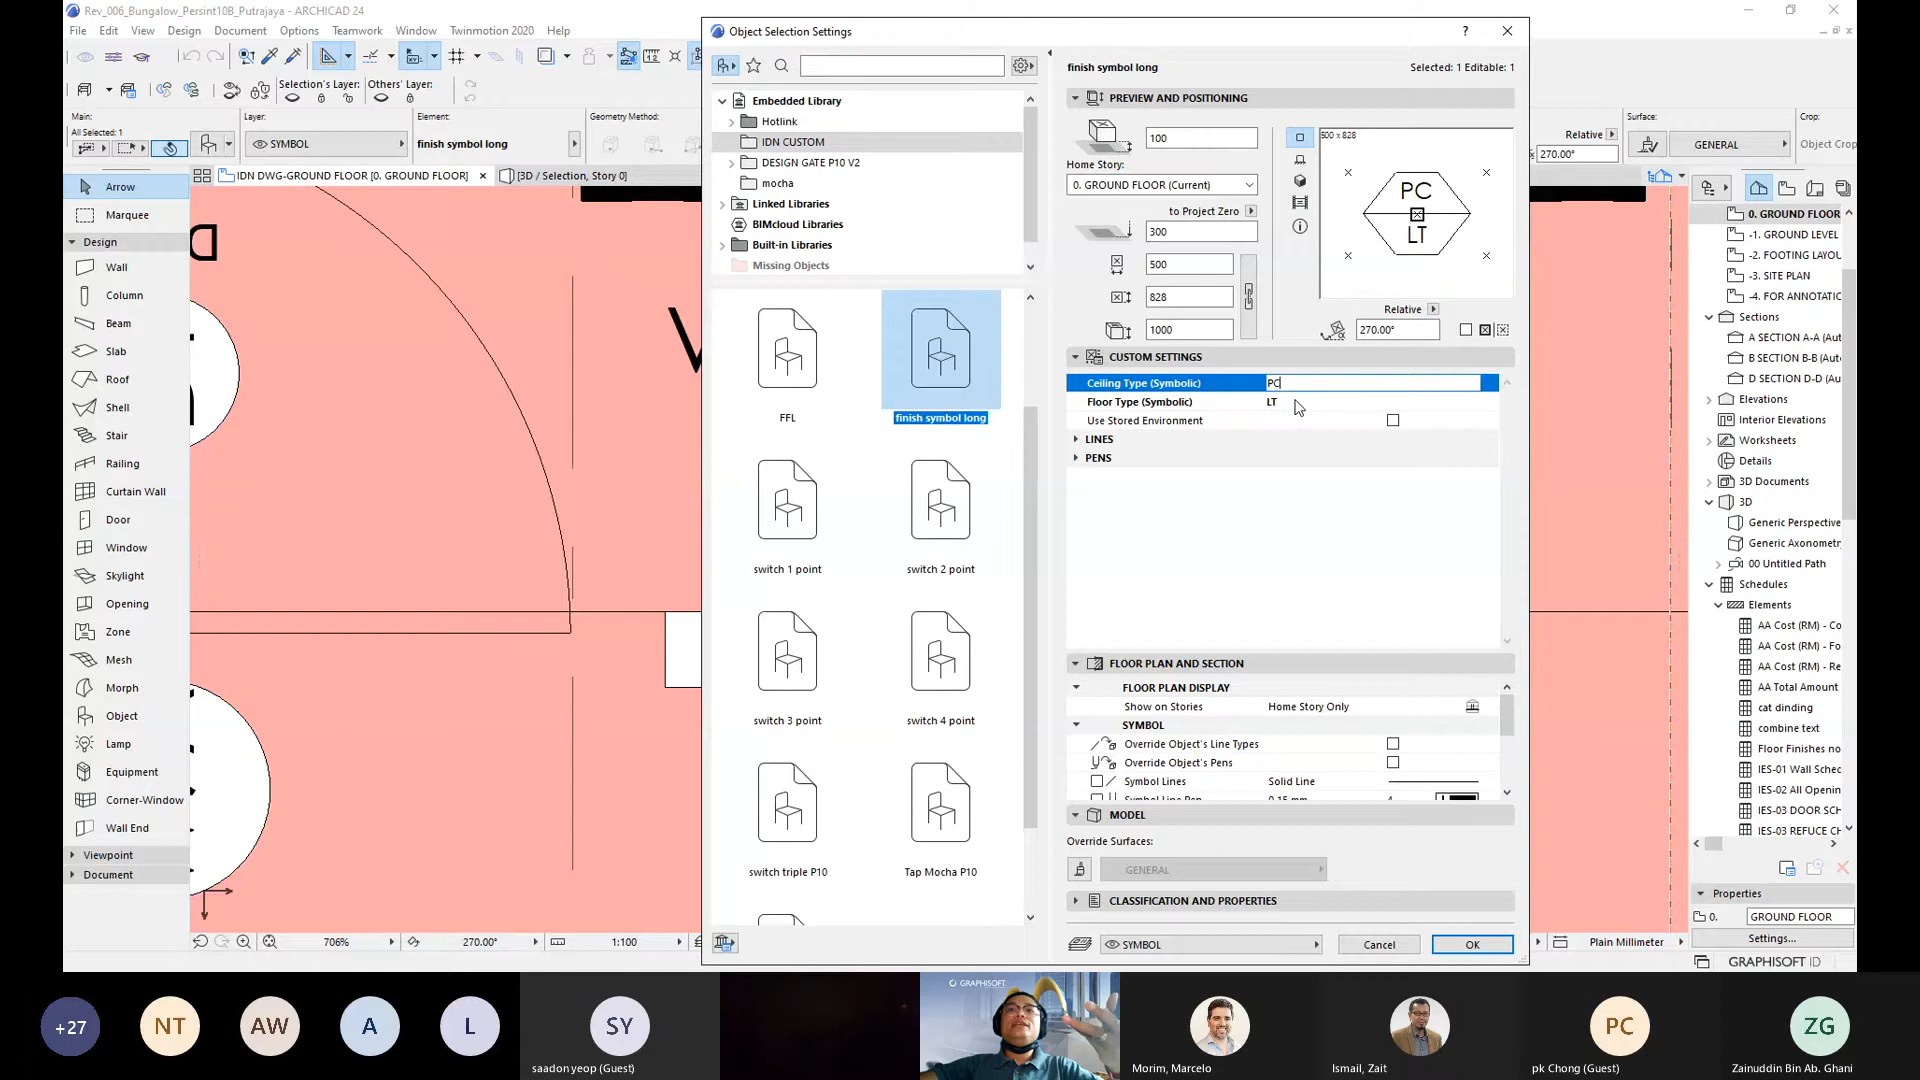 Rev_006_Bungalow_Persint10B_Putrajaya - ARCHICAD 24
File Edit View Design Document Options Teamwork Window Twinmotion 2020 Help
Selection's Layer: Others' Layer:
Main:
All Selected: 1
Layer:
SYMBOL
Element:
finish symbol long
Geometry Method:
IDN DWG-GROUND FLOOR [0. GROUND FLOOR]
[3D / Selection, Story 0]
Arrow
Marquee
Design
Wall
Column
Beam
Slab
Roof
Shell
Stair
Railing
Curtain Wall
Door
Window
Skylight
Opening
Zone
Mesh
Morph
Object
Lamp
Equipment
Corner-Window
Wall End
Viewpoint
Document
706%
270.00°
1:100
Object Selection Settings
?
Embedded Library
Hotlink
IDN CUSTOM
DESIGN GATE P10 V2
mocha
Linked Libraries
BIMcloud Libraries
Built-in Libraries
Missing Objects
FFL
finish symbol long
switch 1 point
switch 2 point
switch 3 point
switch 4 point
switch triple P10
Tap Mocha P10
finish symbol long
Selected: 1 Editable: 1
PREVIEW AND POSITIONING
100
Home Story:
0. GROUND FLOOR (Current)
to Project Zero
300
500
828
1000
500 x 828
PC
LT
Relative
270.00°
CUSTOM SETTINGS
Ceiling Type (Symbolic) PC
Floor Type (Symbolic) LT
Use Stored Environment
LINES
PENS
FLOOR PLAN AND SECTION
FLOOR PLAN DISPLAY
Show on Stories Home Story Only
SYMBOL
Override Object's Line Types
Override Object's Pens
Symbol Lines Solid Line
Symbol Line Pen 0.15 mm 4
MODEL
Override Surfaces:
GENERAL
CLASSIFICATION AND PROPERTIES
SYMBOL
Cancel
OK
Relative
270.00°
Surface:
GENERAL
Crop:
Object Crop
0. GROUND FLOOR
-1. GROUND LEVEL
-2. FOOTING LAYOU
-3. SITE PLAN
-4. FOR ANNOTATIO
Sections
A SECTION A-A (Aut
B SECTION B-B (Aut
D SECTION D-D (Au
Elevations
Interior Elevations
Worksheets
Details
3D Documents
3D
Generic Perspective
Generic Axonometr
00 Untitled Path
Schedules
Elements
AA Cost (RM) - Co
AA Cost (RM) - Fo
AA Cost (RM) - Re
AA Total Amount
cat dinding
combine text
Floor Finishes no
IES-01 Wall Sched
IES-02 All Openin
IES-03 DOOR SCH
IES-03 REFUCE CH
Properties
0. GROUND FLOOR
Settings...
Plain Millimeter
GRAPHISOFT ID
+27
NT
AW
A
L
SY
saadon yeop (Guest)
GRAPHISOFT
Morim, Marcelo
Ismail, Zait
PC
pk Chong (Guest)
ZG
Zainuddin Bin Ab. Ghani